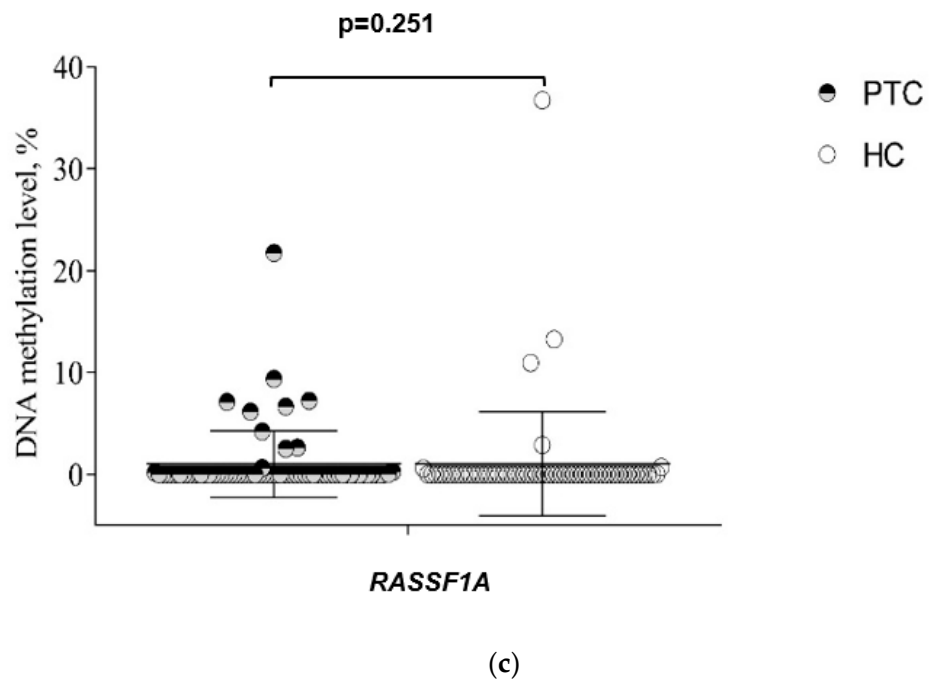 p=0.251
40
30
20
10
0
DNA methylation level, %
PTC
HC
RASSF1A
(c)